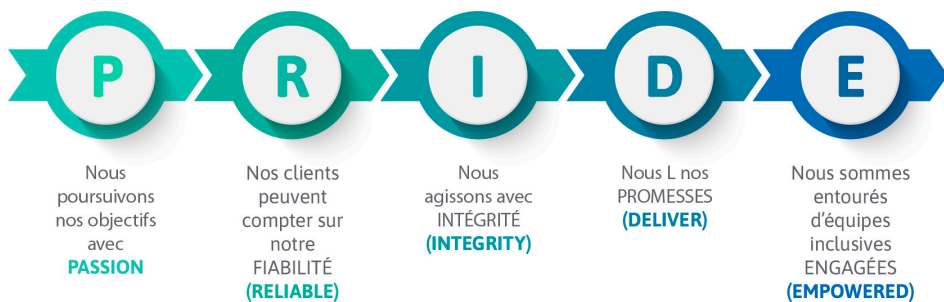 P
R
I
D
E
Nous
poursuivons
nos objectifs
avec
PASSION
Nos clients
peuvent
compter sur
notre
FIABILITÉ
(RELIABLE)
Nous
agissons avec
INTÉGRITÉ
(INTEGRITY)
Nous L nos
PROMESSES
(DELIVER)
Nous sommes
entourés
d’équipes
inclusives
ENGAGÉES
(EMPOWERED)